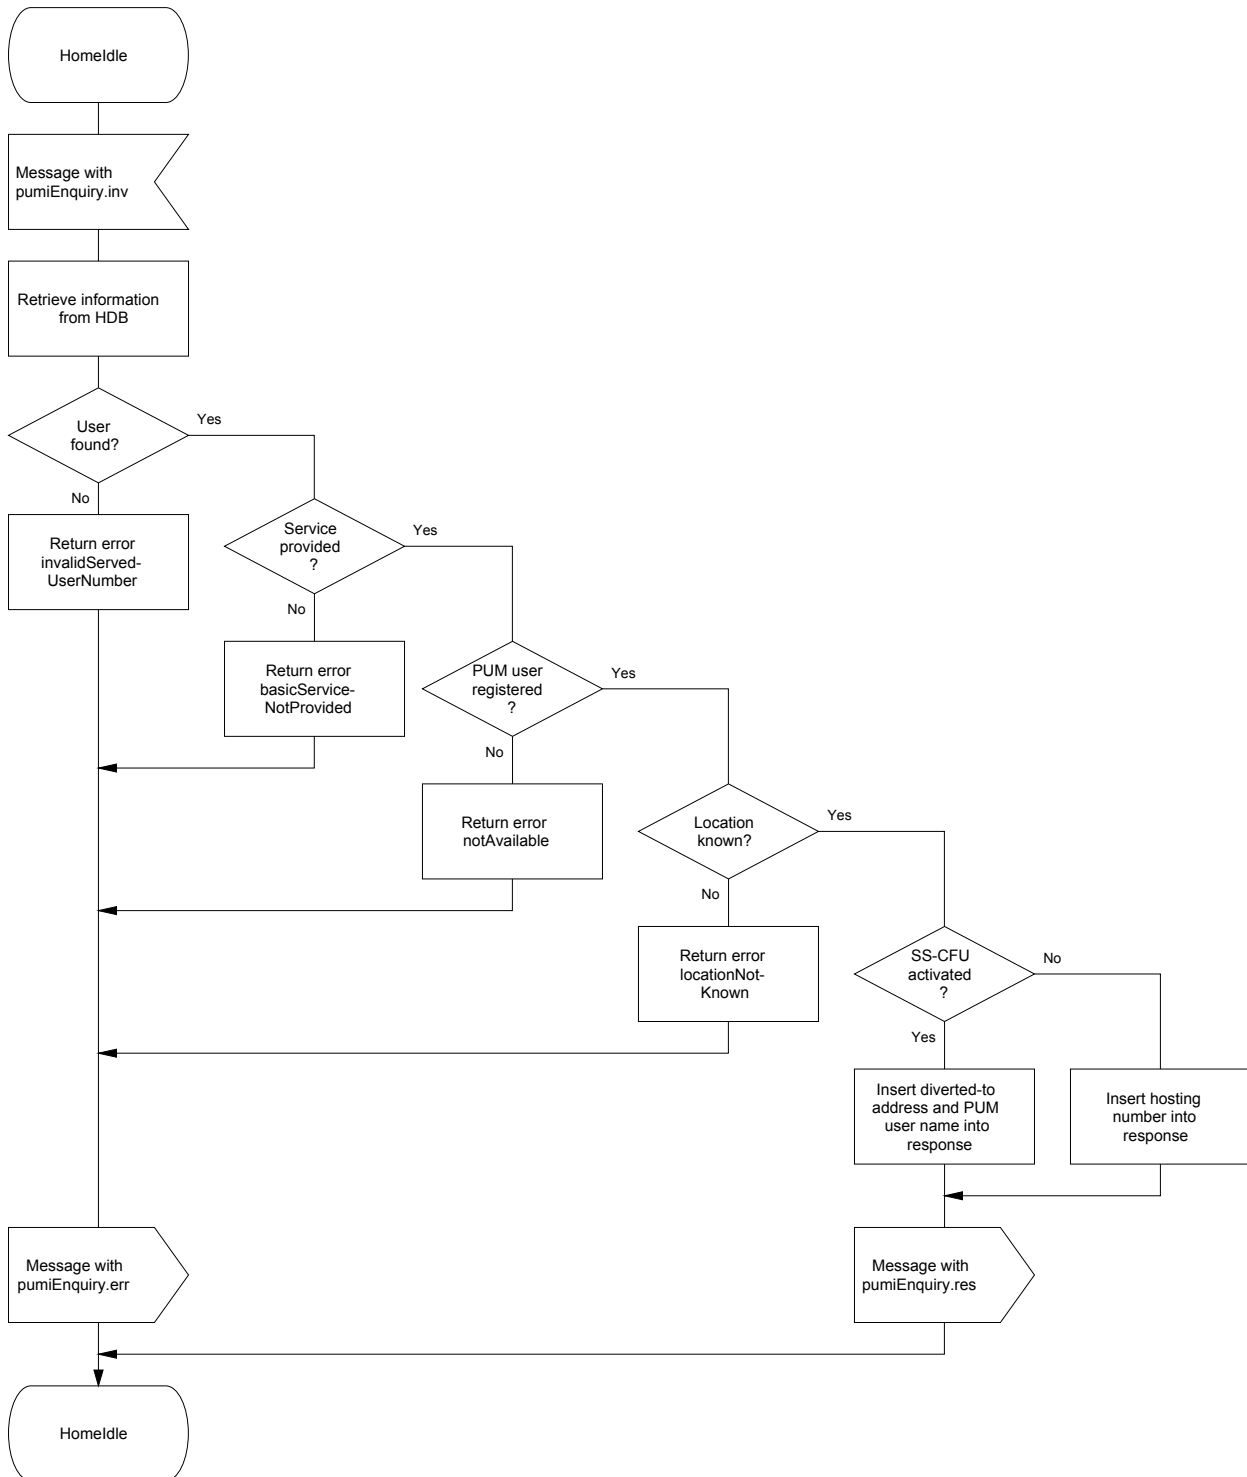 HomeIdle
Message with
pumiEnquiry.inv
Retrieve information
from HDB
User
found?
Yes
No
Return error
invalidServed-
UserNumber
Service
provided
?
Yes
No
Return error
basicService-
NotProvided
PUM user
registered
?
Yes
No
Return error
notAvailable
Location
known?
Yes
No
Return error
locationNot-
Known
SS-CFU
activated
?
No
Yes
Insert diverted-to
address and PUM
user name into
response
Insert hosting
number into
response
Message with
pumiEnquiry.err
Message with
pumiEnquiry.res
HomeIdle